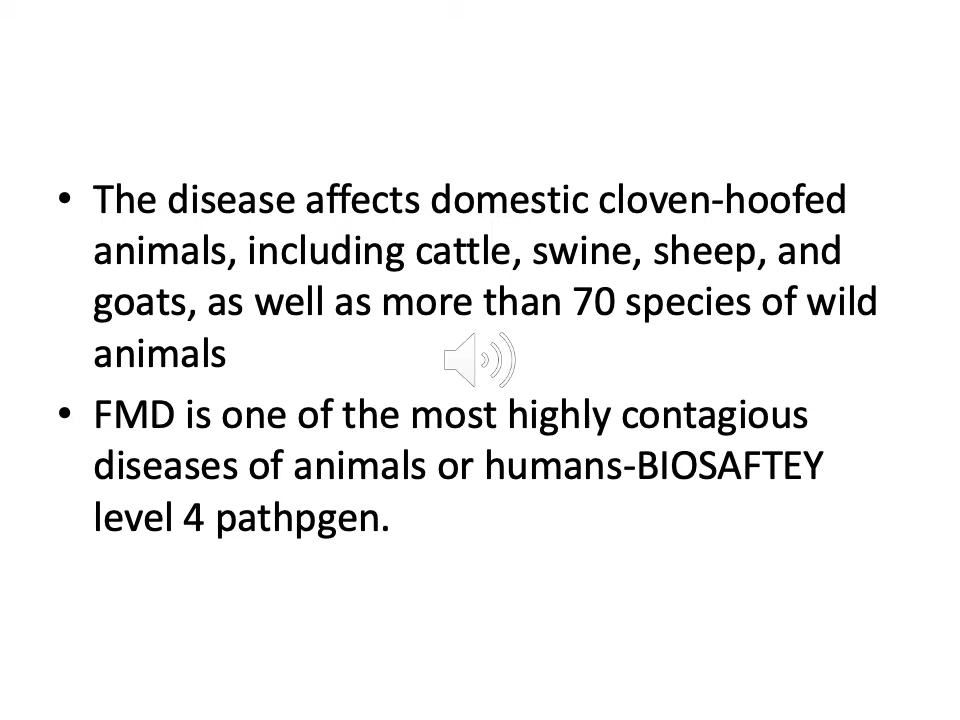 • The disease affects domestic cloven-hoofed
animals, including cattle, swine, sheep, and
goats, as well as more than 70 species of wild
animals
• FMD is one of the most highly contagious
diseases of animals or humans-BIOSAFTEY
level 4 pathpgen.